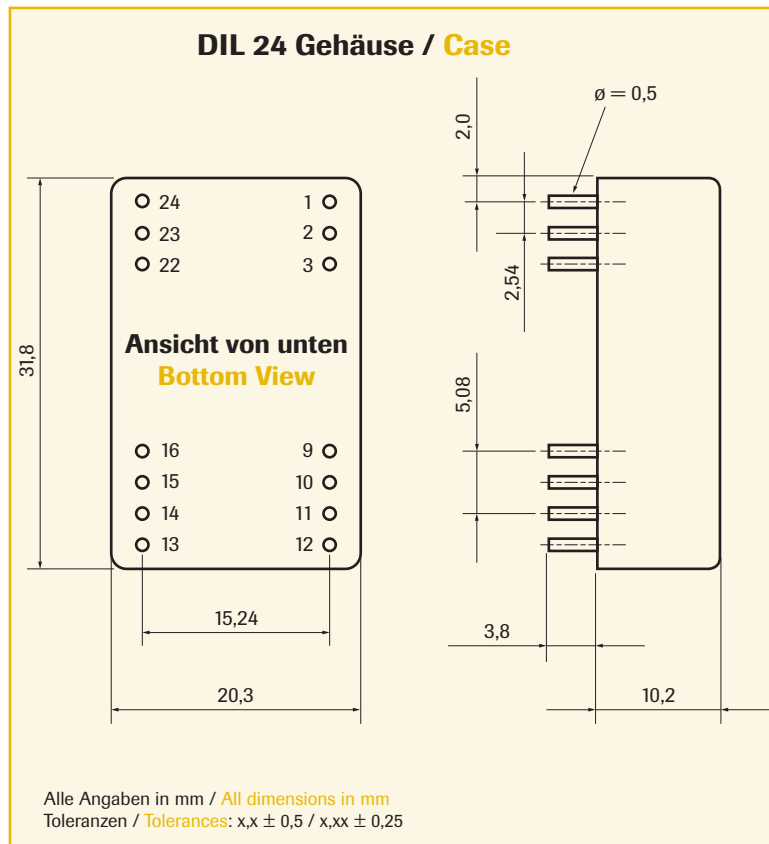 DIL 24 Gehäuse / Case
ø = 0,5
2,0
24 1
23 2
22 3
2,54
Ansicht von unten
Bottom View
31,8
5,08
16 9
15 10
14 11
13 12
15,24
3,8
20,3
10,2
Alle Angaben in mm / All dimensions in mm
Toleranzen / Tolerances: x,x ± 0,5 / x,xx ± 0,25